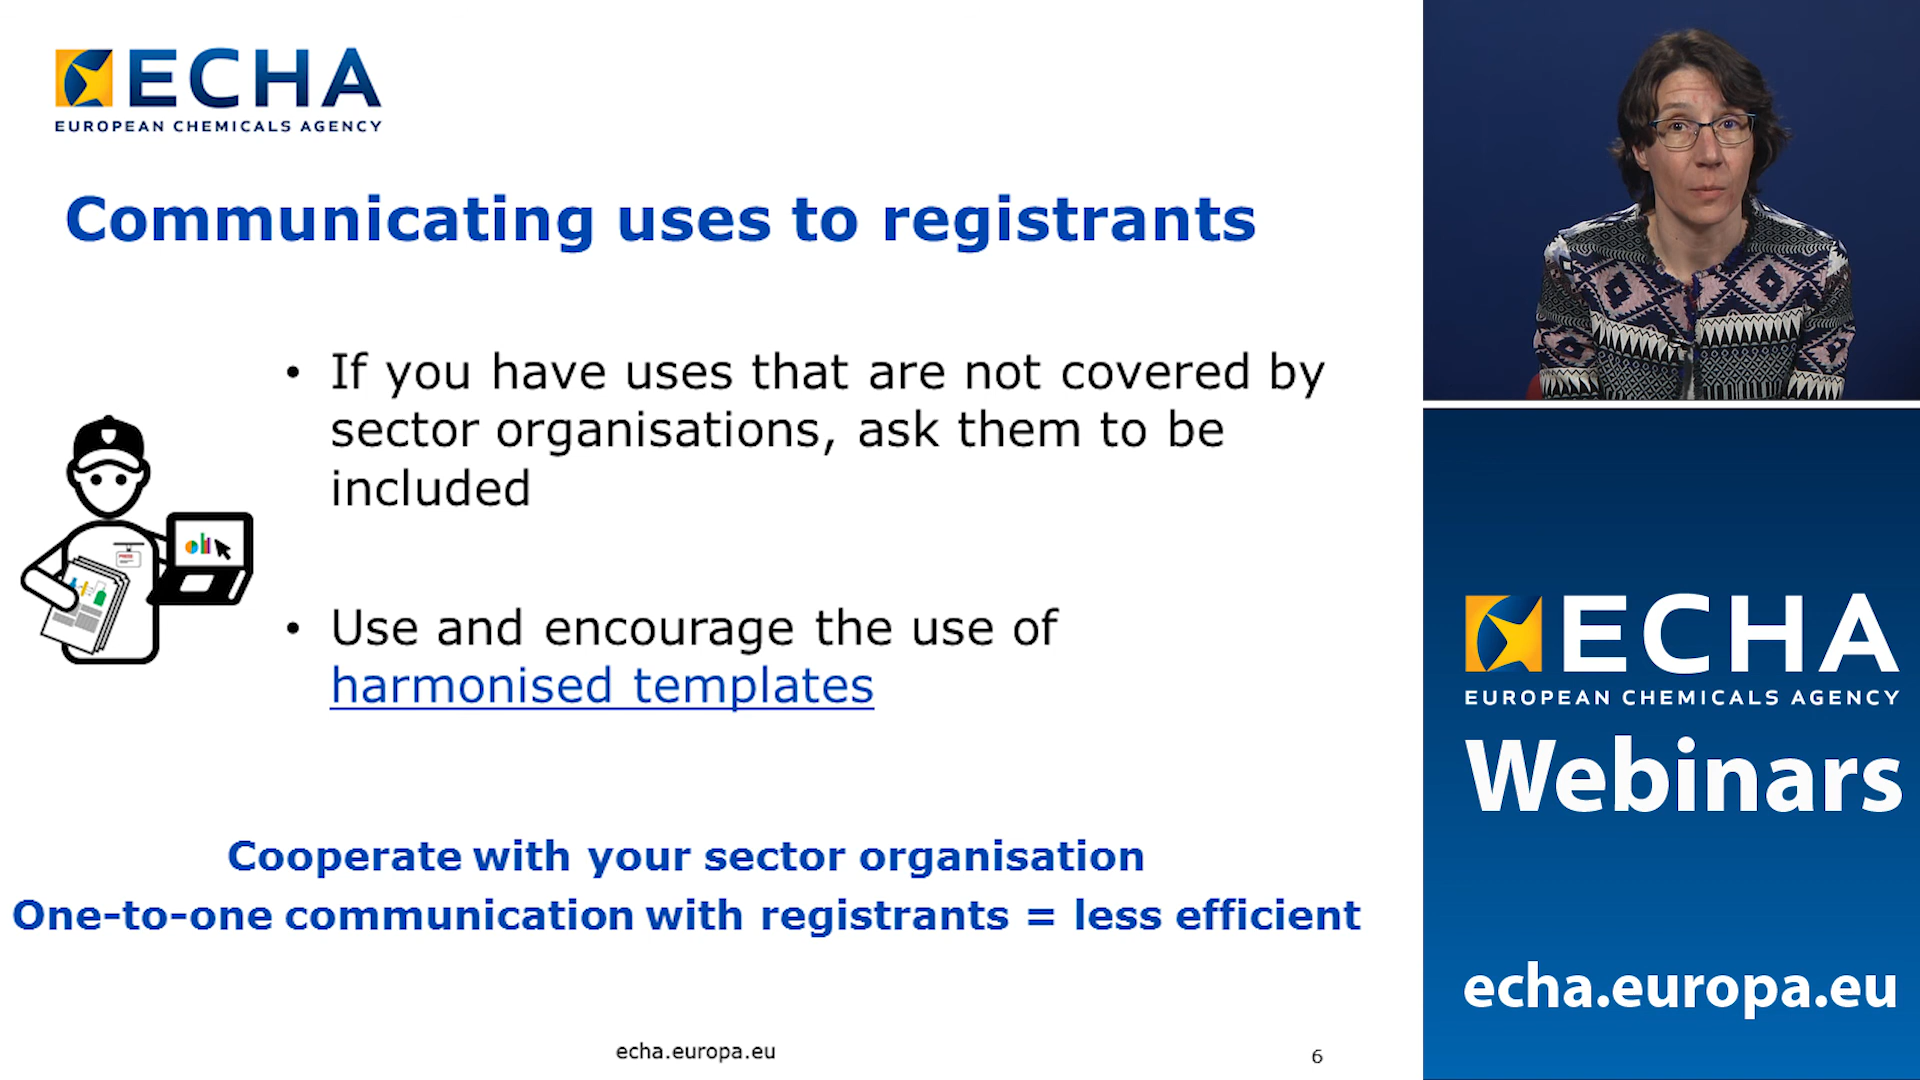 ECHA
EUROPEAN CHEMICALS AGENCY
Communicating uses to registrants
• If you have uses that are not covered by
sector organisations, ask them to be
included
• Use and encourage the use of
harmonised templates
Cooperate with your sector organisation
One-to-one communication with registrants = less efficient
echa.europa.eu
6
ECHA
EUROPEAN CHEMICALS AGENCY
Webinars
echa.europa.eu